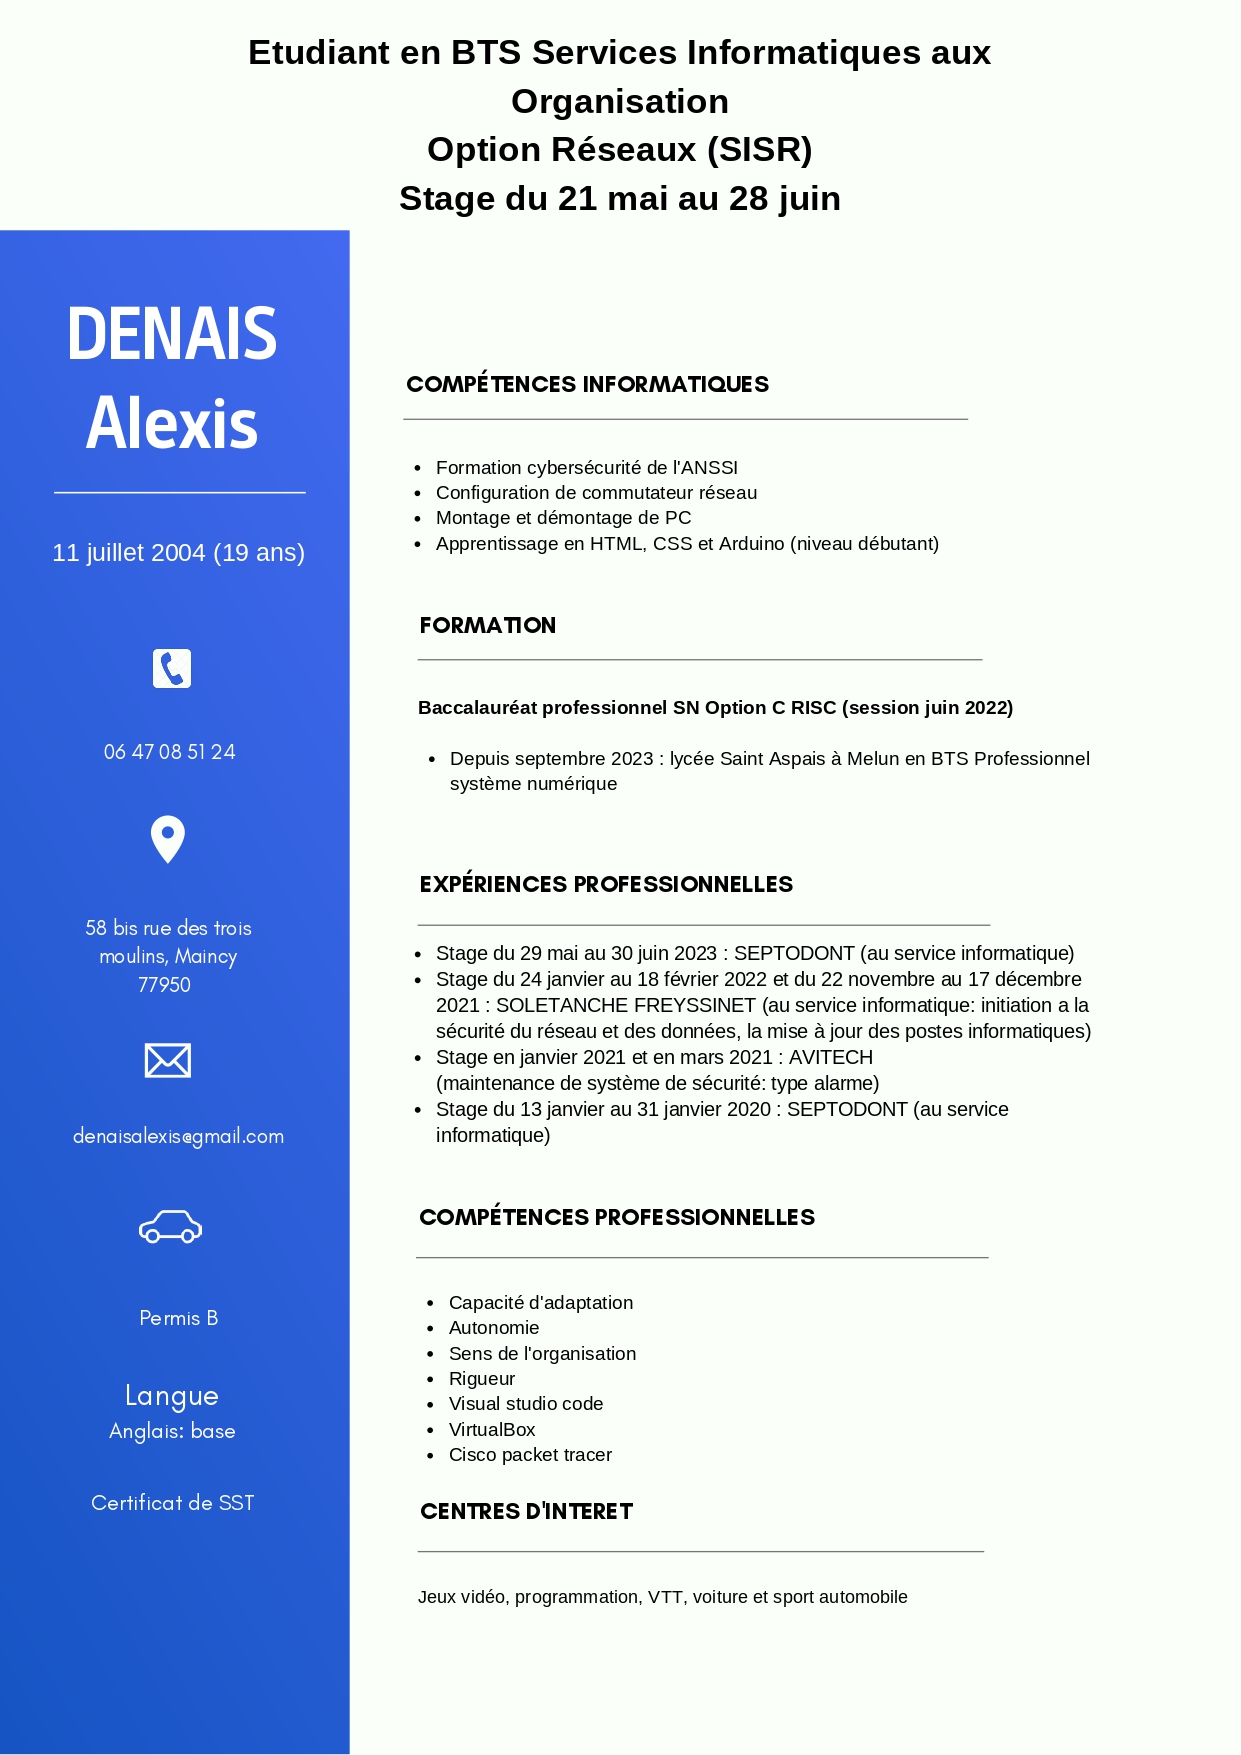 Etudiant en BTS Services Informatiques aux
Organisation
Option Réseaux (SISR)
Stage du 21 mai au 28 juin
DENAIS
Alexis
11 juillet 2004 (19 ans)
06 47 08 51 24
58 bis rue des trois
moulins, Maincy
77950
denaisalexis@gmail.com
Permis B
Langue
Anglais: base
Certificat de SST
COMPÉTENCES INFORMATIQUES
• Formation cybersécurité de l'ANSSI
• Configuration de commutateur réseau
• Montage et démontage de PC
• Apprentissage en HTML, CSS et Arduino (niveau débutant)
FORMATION
Baccalauréat professionnel SN Option C RISC (session juin 2022)
• Depuis septembre 2023 : lycée Saint Aspais à Melun en BTS Professionnel
système numérique
EXPÉRIENCES PROFESSIONNELLES
• Stage du 29 mai au 30 juin 2023 : SEPTODONT (au service informatique)
• Stage du 24 janvier au 18 février 2022 et du 22 novembre au 17 décembre
2021 : SOLETANCHE FREYSSINET (au service informatique: initiation a la
sécurité du réseau et des données, la mise à jour des postes informatiques)
• Stage en janvier 2021 et en mars 2021 : AVITECH
(maintenance de système de sécurité: type alarme)
• Stage du 13 janvier au 31 janvier 2020 : SEPTODONT (au service
informatique)
COMPÉTENCES PROFESSIONNELLES
• Capacité d'adaptation
• Autonomie
• Sens de l'organisation
• Rigueur
• Visual studio code
• VirtualBox
• Cisco packet tracer
CENTRES D'INTERET
Jeux vidéo, programmation, VTT, voiture et sport automobile